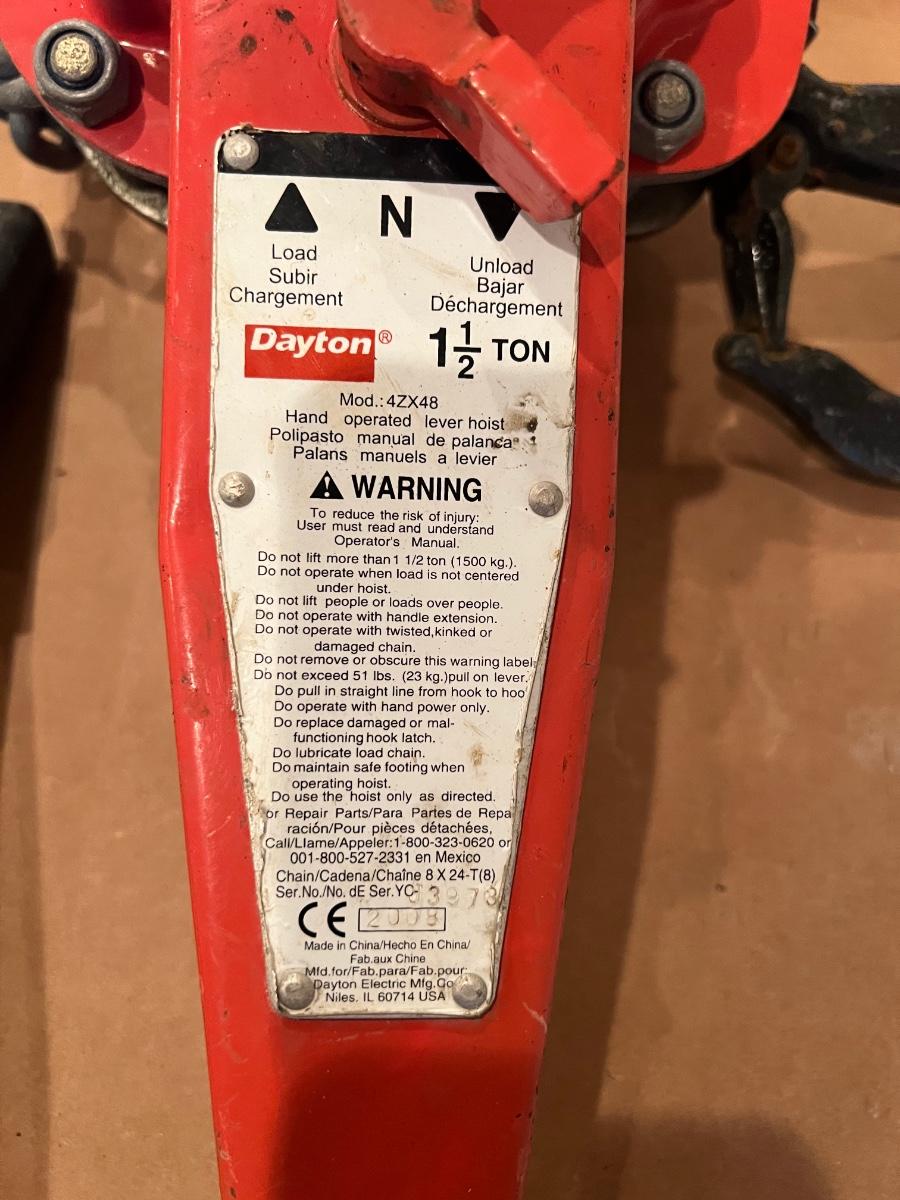 N
Load
Subir
Chargement
Unload
Bajar
Déchargement
Dayton®
1 1/2 TON
Mod.:4ZX48
Hand operated lever hoist
Polipasto manual de palanca
Palans manuels a levier
WARNING
To reduce the risk of injury:
User must read and understand
Operator's Manual.
Do not lift more than 1 1/2 ton (1500 kg.).
Do not operate when load is not centered
under hoist.
Do not lift people or loads over people.
Do not operate with handle extension.
Do not operate with twisted,kinked or
damaged chain.
Do not remove or obscure this warning label
Do not exceed 51 lbs. (23 kg.)pull on lever.
Do pull in straight line from hook to hoo
Do operate with hand power only.
Do replace damaged or mal-
functioning hook latch.
Do lubricate load chain.
Do maintain safe footing when
operating hoist.
Do use the hoist only as directed.
or Repair Parts/Para Partes de Repa
ración/Pour pièces détachées,
Call/Llame/Appeler:1-800-323-0620 or
001-800-527-2331 en Mexico
Chain/Cadena/Chaîne 8 X 24-T(8)
Ser.No./No. dE Ser.YC-
CE 2008
Made in China/Hecho En China/
Fab.aux Chine
Mfd.for/Fab.para/Fab.pour:
Dayton Electric Mfg.Co
Niles. IL 60714 USA